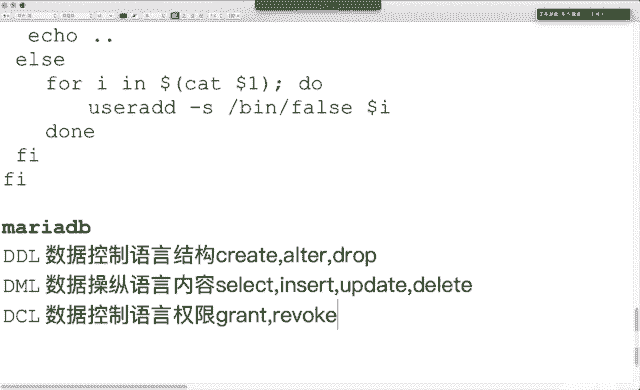 echo ..
else
for i in $(cat $1); do
useradd -s /bin/false $i
done
fi
fi
mariadb
DDL 数据控制语言结构create,alter,drop
DML 数据操纵语言内容select,insert,update,delete
DCL 数据控制语言权限grant,revoke